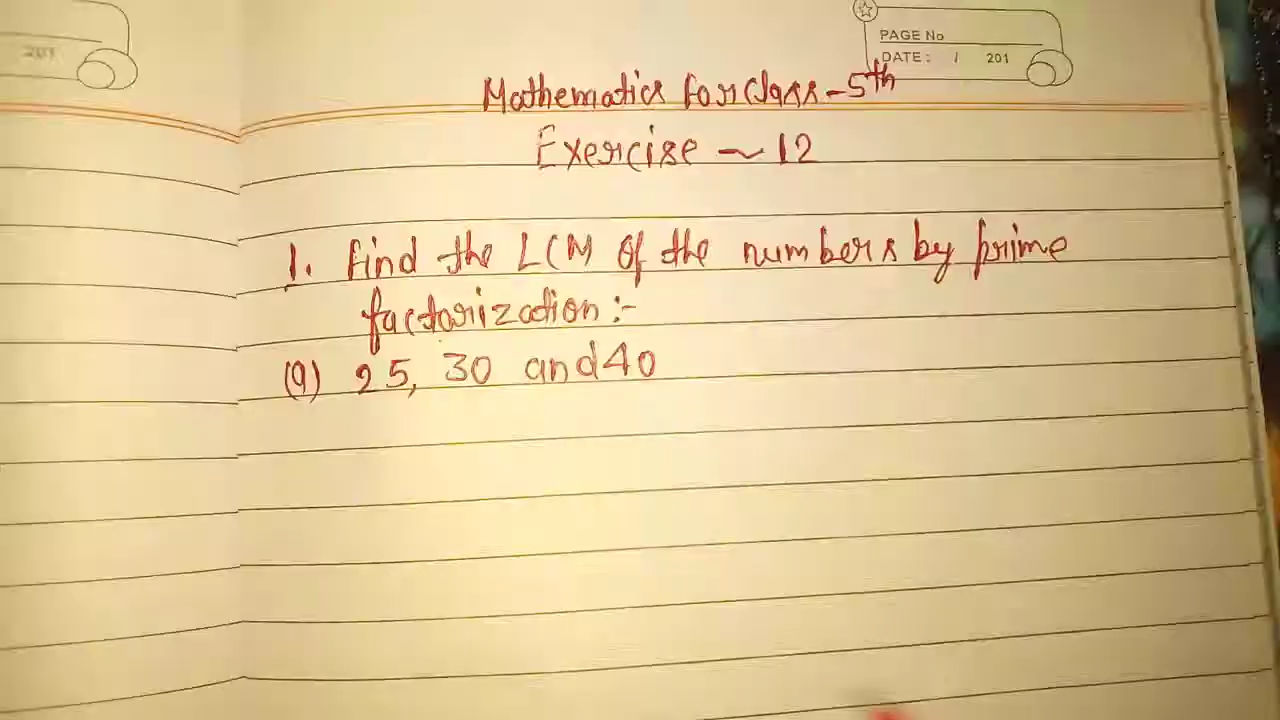 201
PAGE No
DATE: / 201
Mathematics for Class-5th
Exercise ~ 12
1. Find the LCM of the numbers by prime
factorization:-
(a) 25, 30 and 40